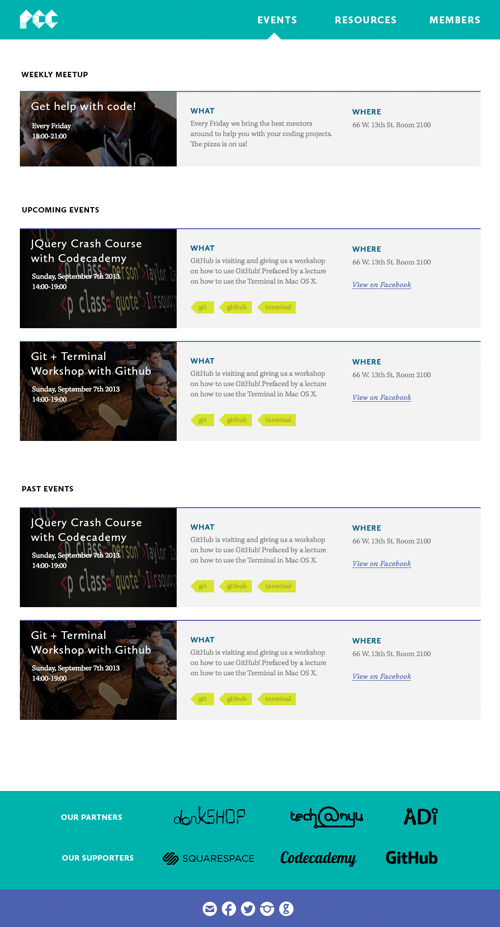 PCC
EVENTS
RESOURCES
MEMBERS
WEEKLY MEETUP
Get help with code!
Every Friday
18:00-21:00
WHAT
Every Friday we bring the best mentors
around to help you with your coding projects.
The pizza is on us!
WHERE
66 W. 13th St. Room 2100
UPCOMING EVENTS
JQuery Crash Course
with Codecademy
Sunday, September 7th 2013
14:00-19:00
<p class="quote">
WHAT
GitHub is visiting and giving us a workshop
on how to use GitHub! Prefaced by a lecture
on how to use the Terminal in Mac OS X.
git
github
terminal
WHERE
66 W. 13th St. Room 2100
View on Facebook
Git + Terminal
Workshop with Github
Sunday, September 7th 2013
14:00-19:00
WHAT
GitHub is visiting and giving us a workshop
on how to use GitHub! Prefaced by a lecture
on how to use the Terminal in Mac OS X.
git
github
terminal
WHERE
66 W. 13th St. Room 2100
View on Facebook
PAST EVENTS
JQuery Crash Course
with Codecademy
Sunday, September 7th 2013
14:00-19:00
<p class="quote">
WHAT
GitHub is visiting and giving us a workshop
on how to use GitHub! Prefaced by a lecture
on how to use the Terminal in Mac OS X.
git
github
terminal
WHERE
66 W. 13th St. Room 2100
View on Facebook
Git + Terminal
Workshop with Github
Sunday, September 7th 2013
14:00-19:00
WHAT
GitHub is visiting and giving us a workshop
on how to use GitHub! Prefaced by a lecture
on how to use the Terminal in Mac OS X.
git
github
terminal
WHERE
66 W. 13th St. Room 2100
View on Facebook
OUR PARTNERS
dorkSHOP
tech@nyu
ADi
OUR SUPPORTERS
SQUARESPACE
Codecademy
GitHub